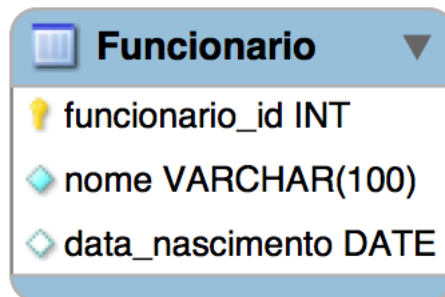 Funcionario
funcionario_id INT
nome VARCHAR(100)
data_nascimento DATE